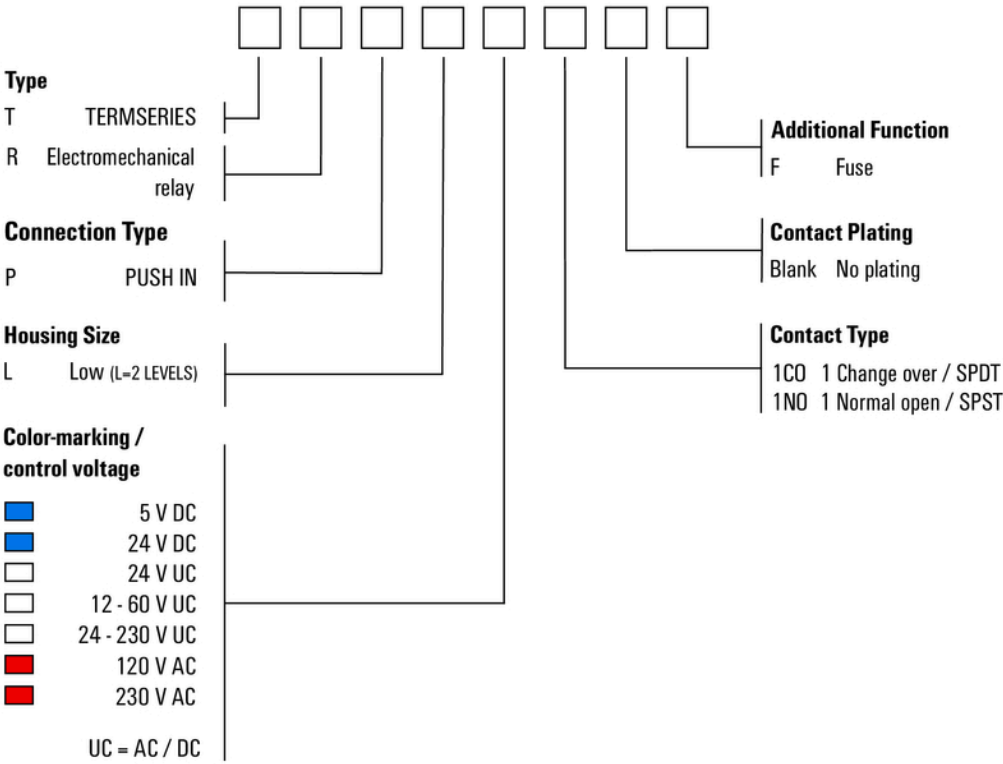 Type
T TERMSERIES
R Electromechanical
relay
Connection Type
P PUSH IN
Housing Size
L Low (L=2 LEVELS)
Color-marking /
control voltage
5 V DC
24 V DC
24 V UC
12 - 60 V UC
24 - 230 V UC
120 V AC
230 V AC
UC = AC / DC
Additional Function
F Fuse
Contact Plating
Blank No plating
Contact Type
1CO 1 Change over / SPDT
1NO 1 Normal open / SPST